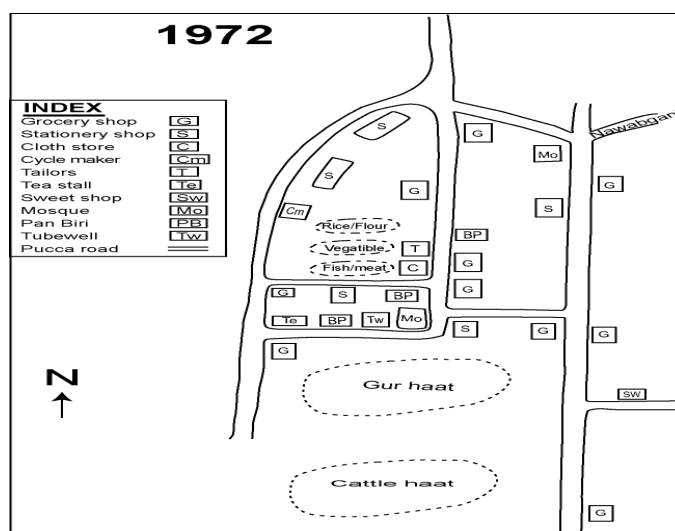 1972
INDEX
Grocery shop G
Stationery shop S
Cloth store C
Cycle maker Cm
Tailors T
Tea stall Te
Sweet shop Sw
Mosque Mo
Pan Biri PB
Tubewell Tw
Pucca road
S
G
Nawabganj
Mo
S
G
G
Cm
S
Rice/Flour
BP
Vegatible
T
G
Fish/meat
C
G
G
S
BP
Te
BP
Tw
Mo
S
G
G
G
N
Gur haat
SW
Cattle haat
G